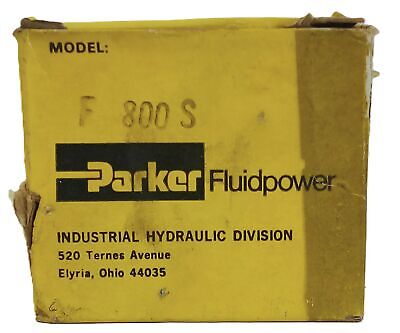 MODEL:
F 800 S
Parker Fluidpower
INDUSTRIAL HYDRAULIC DIVISION
520 Ternes Avenue
Elyria, Ohio 44035